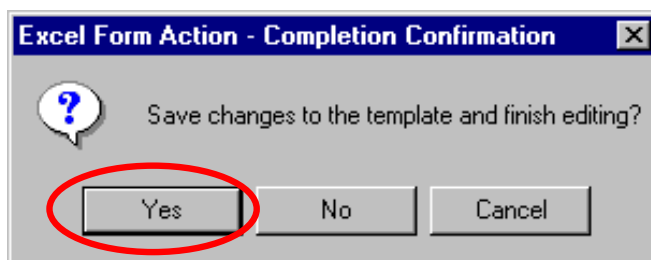 Excel Form Action - Completion Confirmation
Save changes to the template and finish editing?
Yes No Cancel